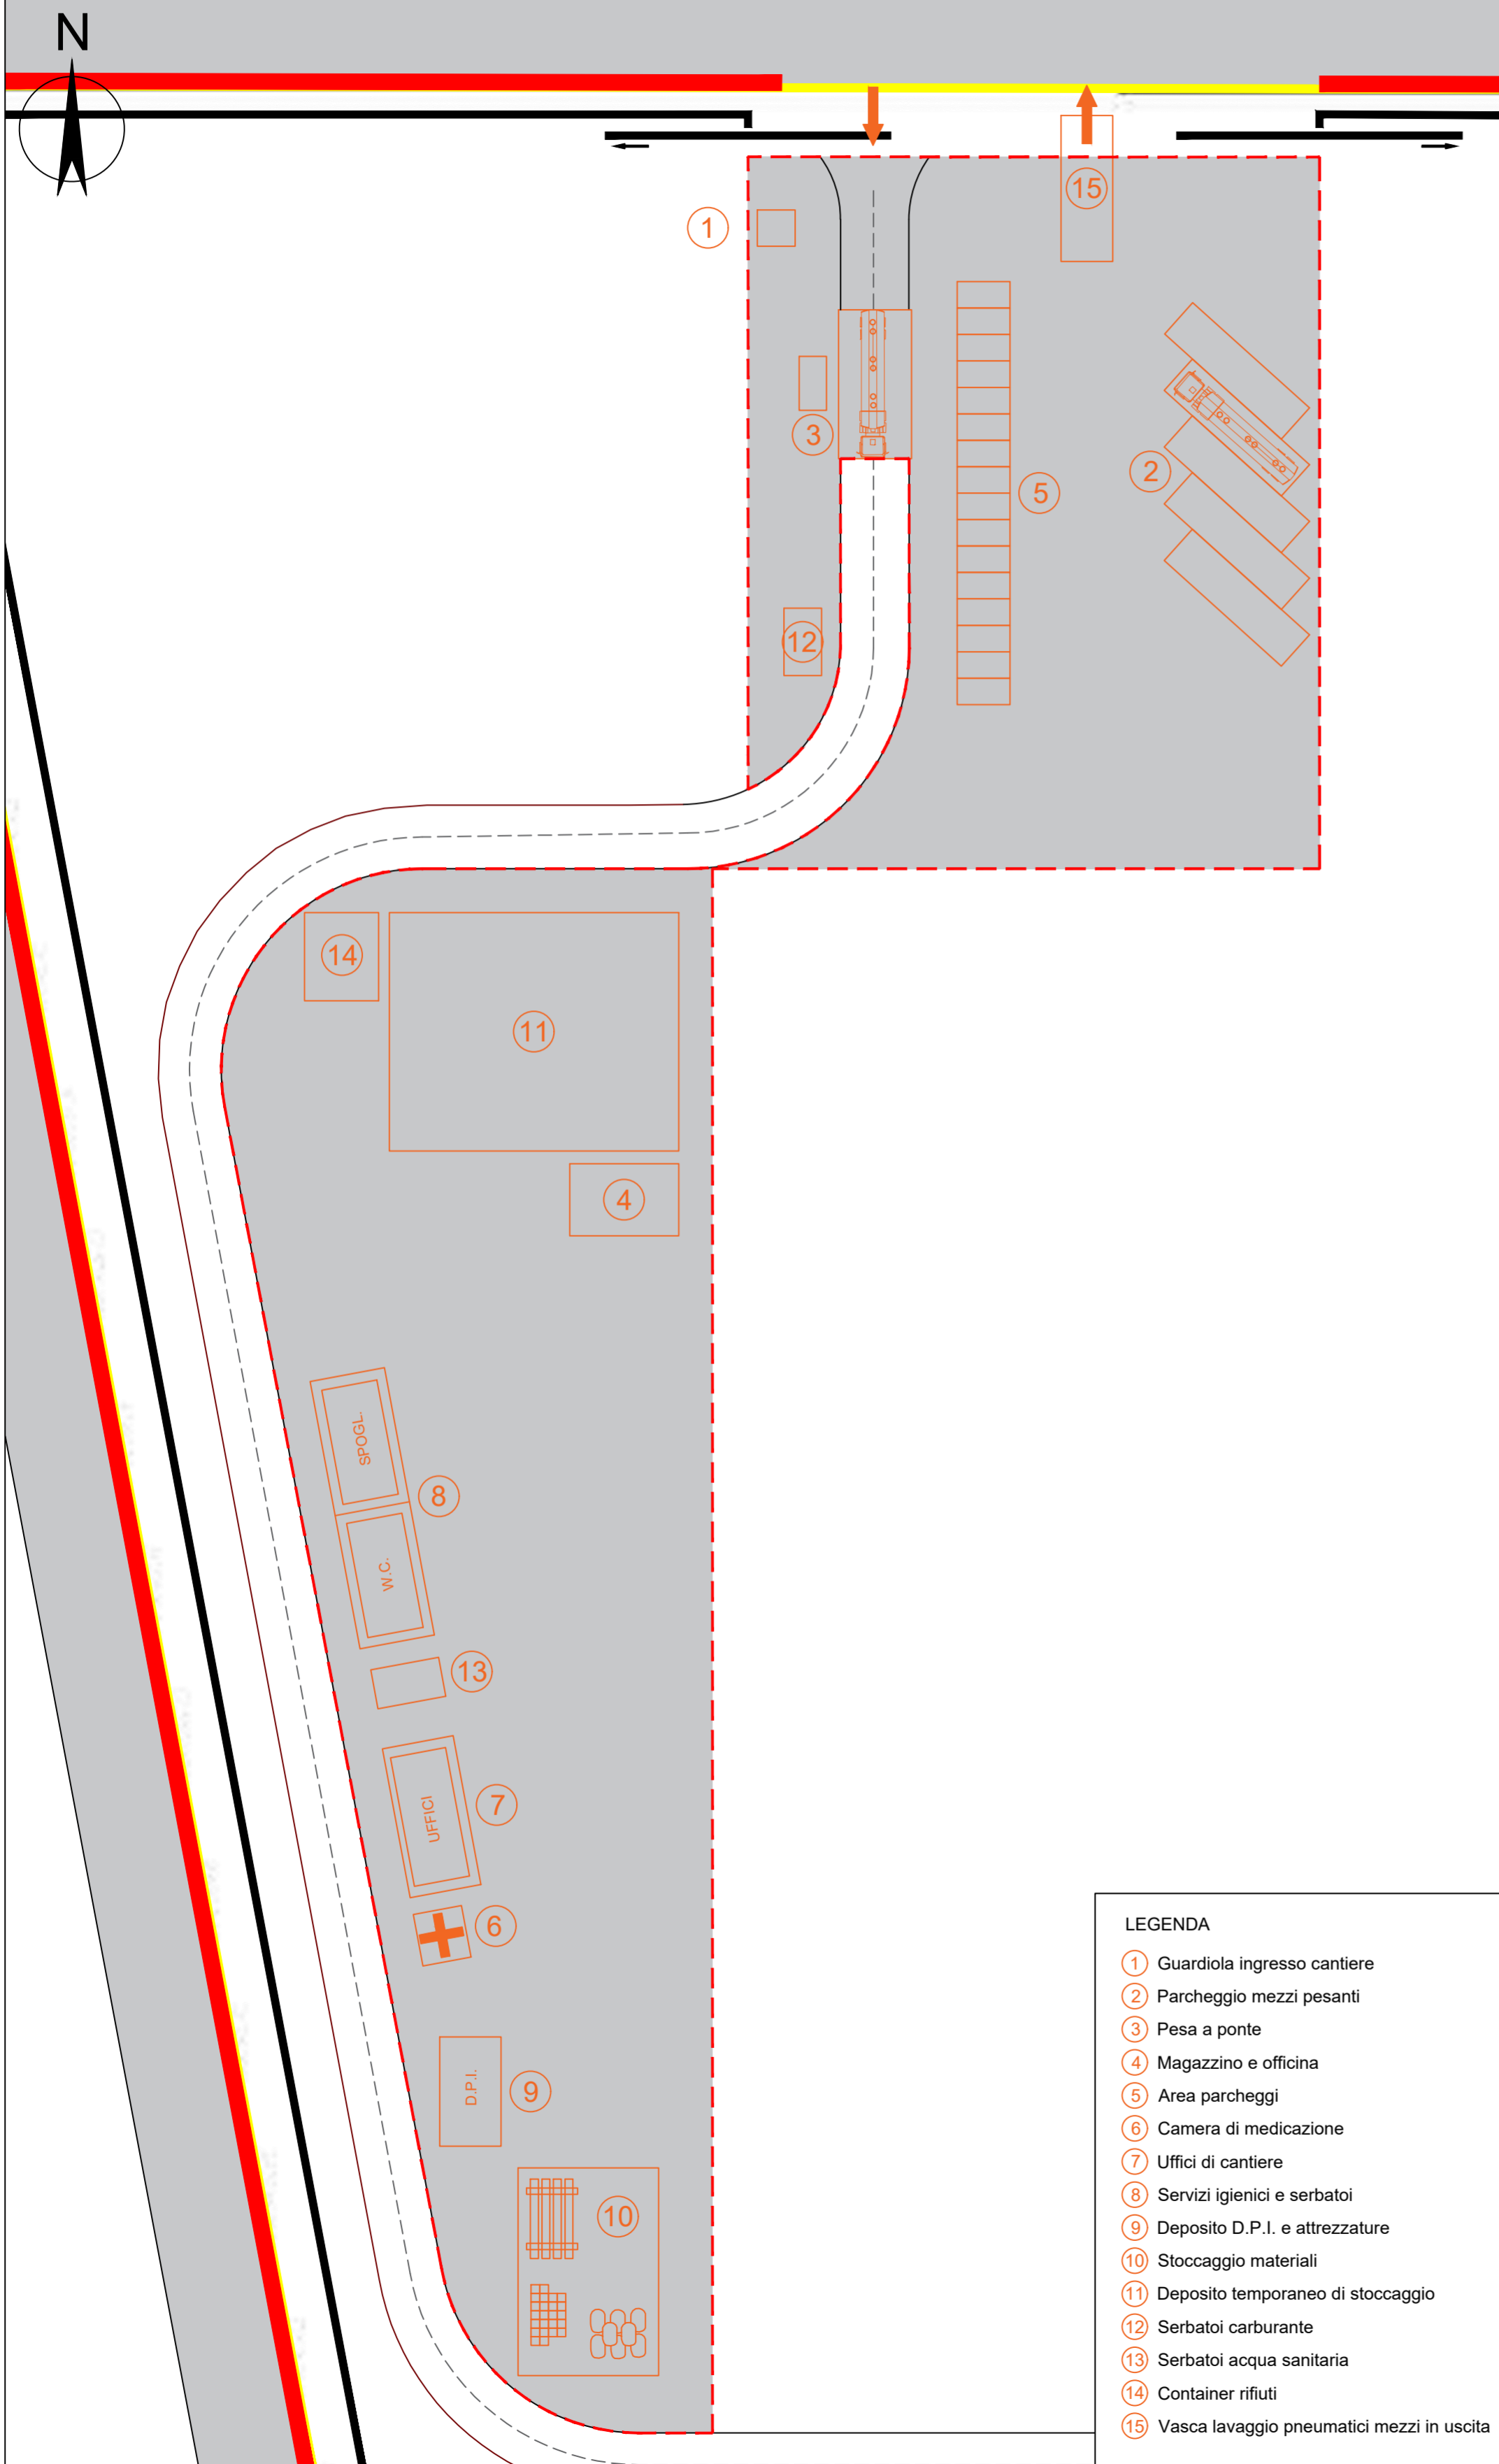 N
1
15
3
5
2
12
14
11
4
SPOGL.
8
W.C.
13
UFFICI
7
6
D.P.I.
9
10
LEGENDA
1 Guardiola ingresso cantiere
2 Parcheggio mezzi pesanti
3 Pesa a ponte
4 Magazzino e officina
5 Area parcheggi
6 Camera di medicazione
7 Uffici di cantiere
8 Servizi igienici e serbatoi
9 Deposito D.P.I. e attrezzature
10 Stoccaggio materiali
11 Deposito temporaneo di stoccaggio
12 Serbatoi carburante
13 Serbatoi acqua sanitaria
14 Container rifiuti
15 Vasca lavaggio pneumatici mezzi in uscita